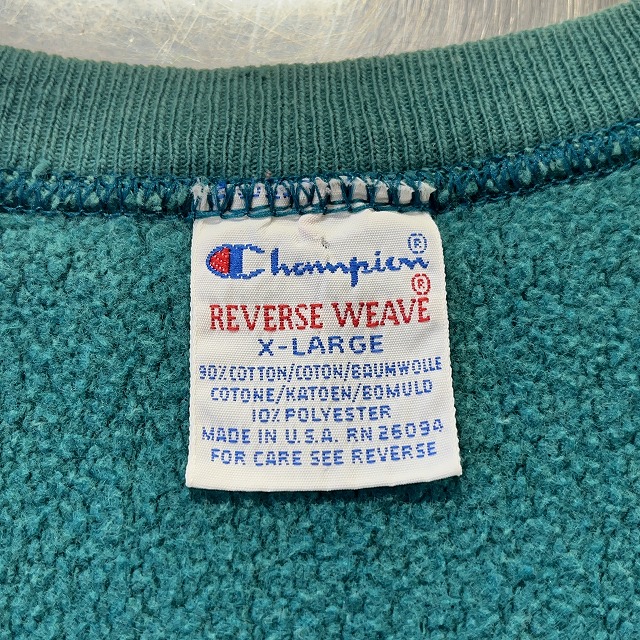 Champion®
REVERSE WEAVE®
X-LARGE
90% COTTON/COTON/BAUMWOLLE
COTONE/KATOEN/BOMULD
10% POLYESTER
MADE IN U.S.A. RN 26094
FOR CARE SEE REVERSE